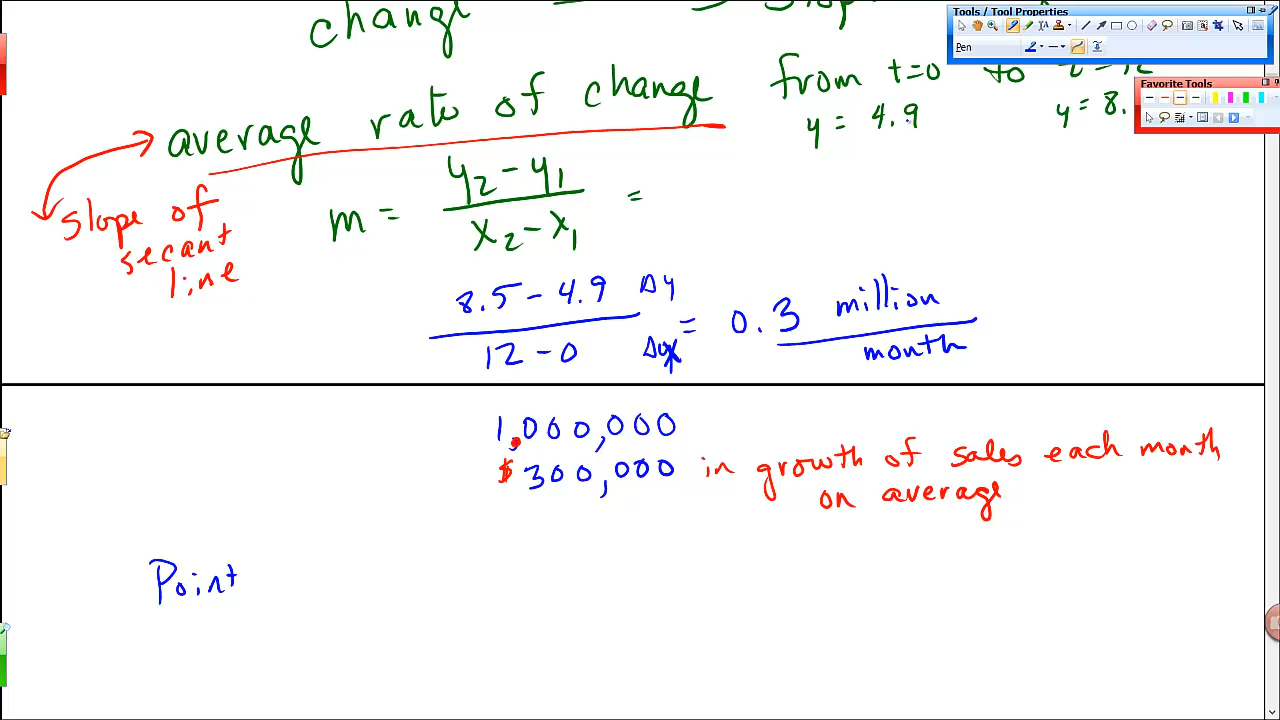 change
average rate of change from t=0 to t=12
y = 4.9 y = 8.
slope of secant line
m = y₂ − y₁ / x₂ − x₁ =
8.5 − 4.9 Δy
12 − 0 Δx
= 0.3 million / month
1,000,000
$300,000 in growth of sales each month
on average
Point
Tools / Tool Properties
Pen
Favorite Tools